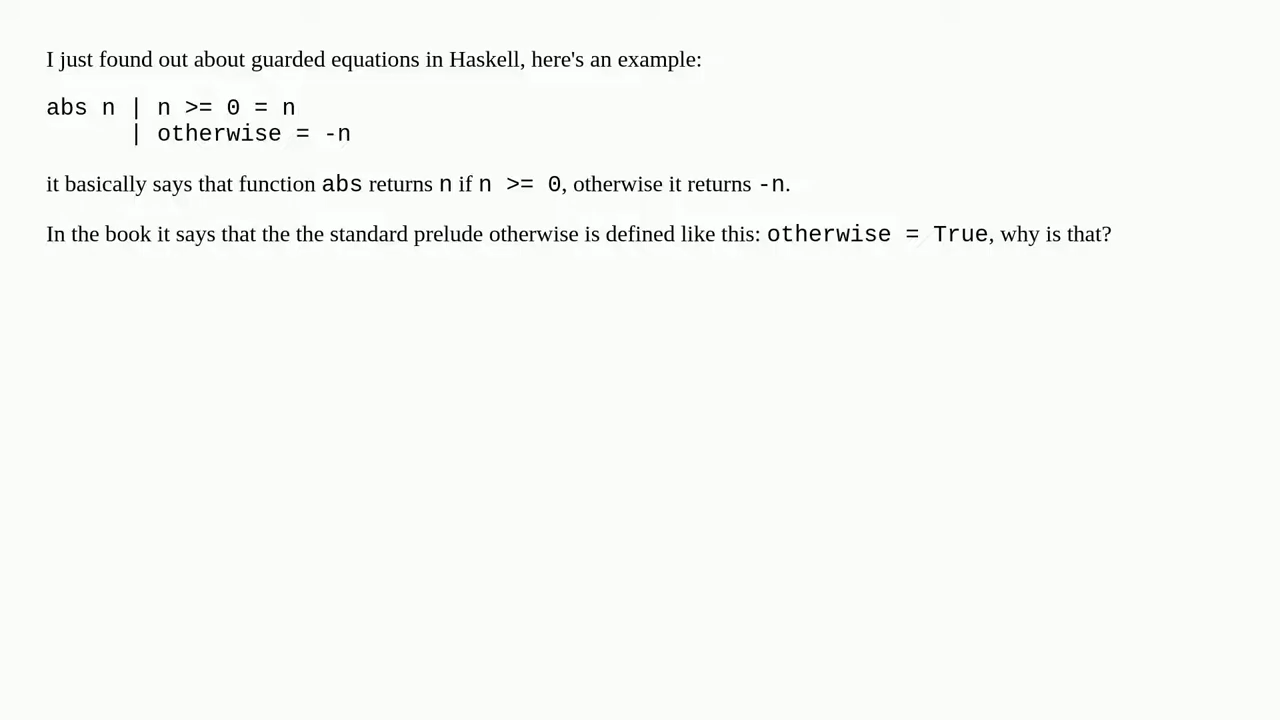 I just found out about guarded equations in Haskell, here's an example:
abs n | n >= 0 = n
      | otherwise = -n
it basically says that function abs returns n if n >= 0, otherwise it returns -n.
In the book it says that the the standard prelude otherwise is defined like this: otherwise = True, why is that?